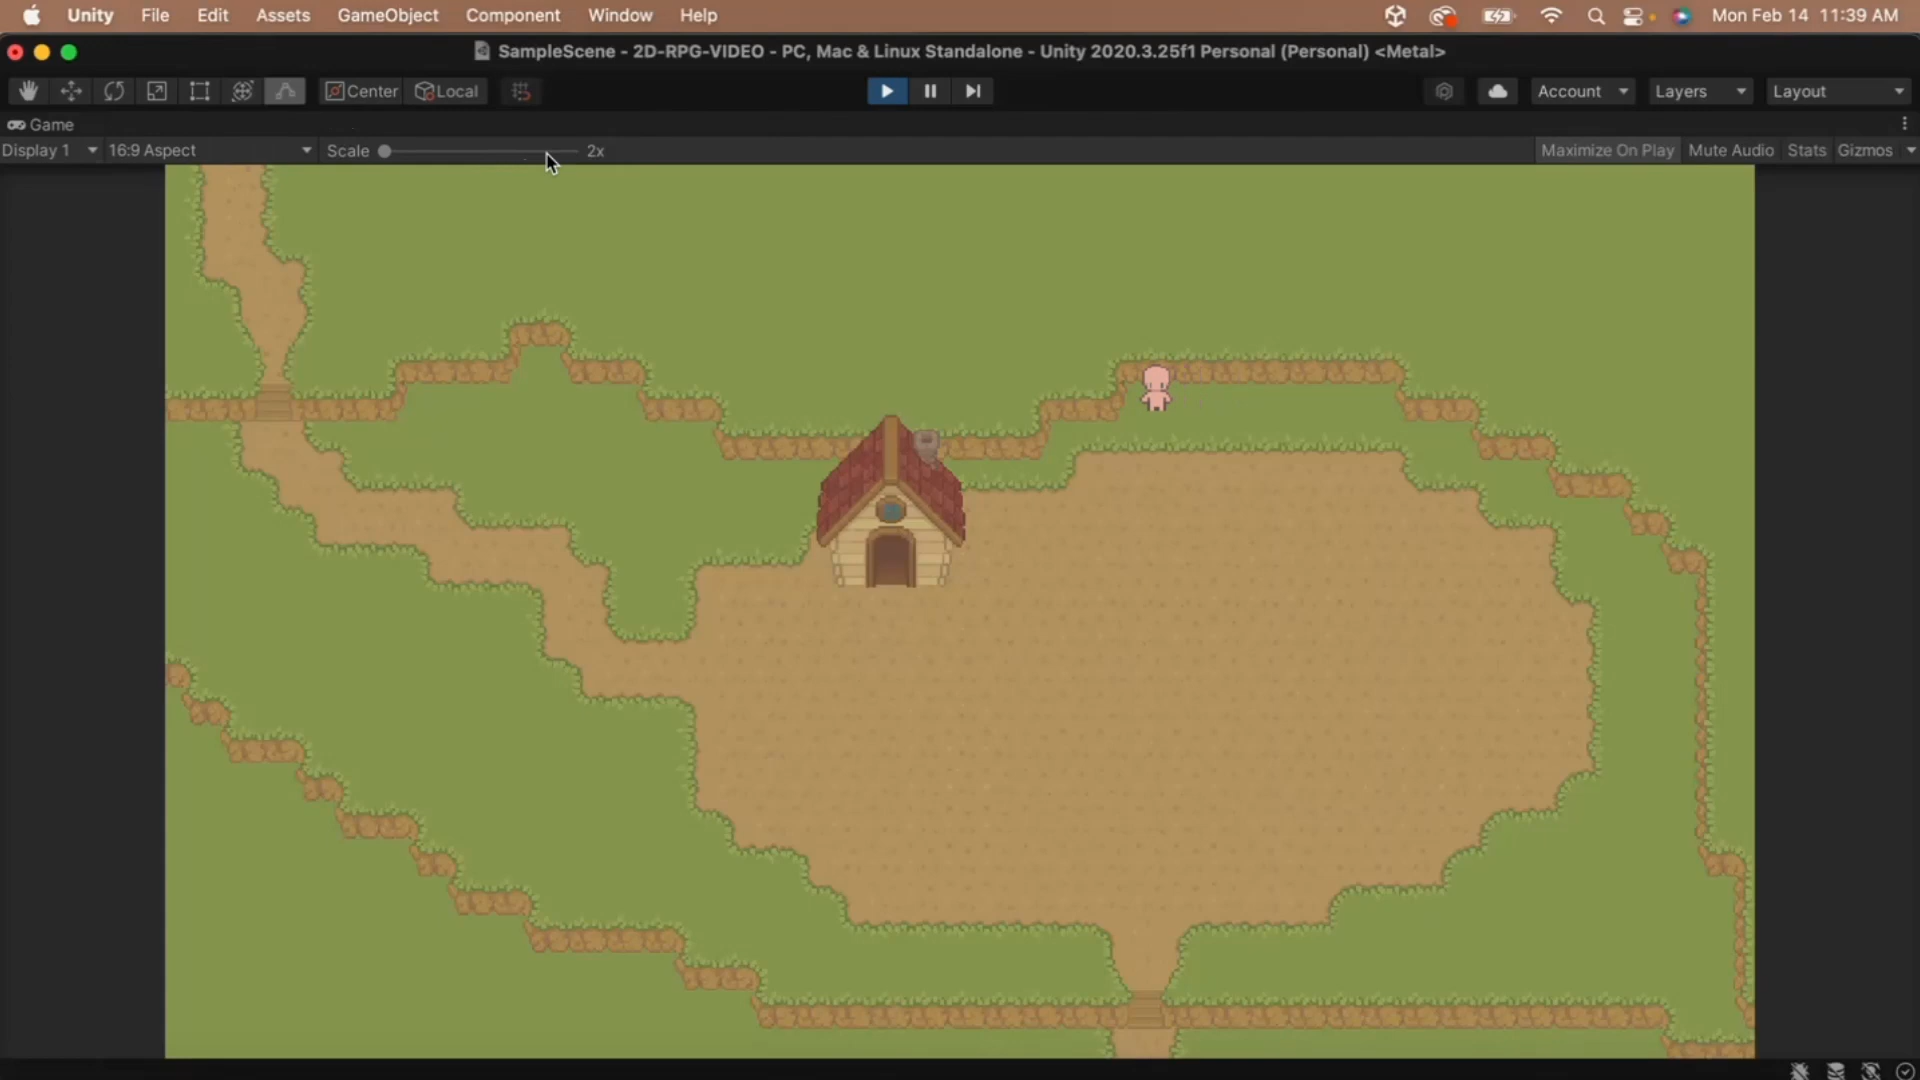 Unity File Edit Assets GameObject Component Window Help Mon Feb 14 11:39 AM
SampleScene - 2D-RPG-VIDEO - PC, Mac & Linux Standalone - Unity 2020.3.25f1 Personal (Personal) <Metal>
Center Local Account Layers Layout
Game
Display 1 16:9 Aspect Scale 2x Maximize On Play Mute Audio Stats Gizmos